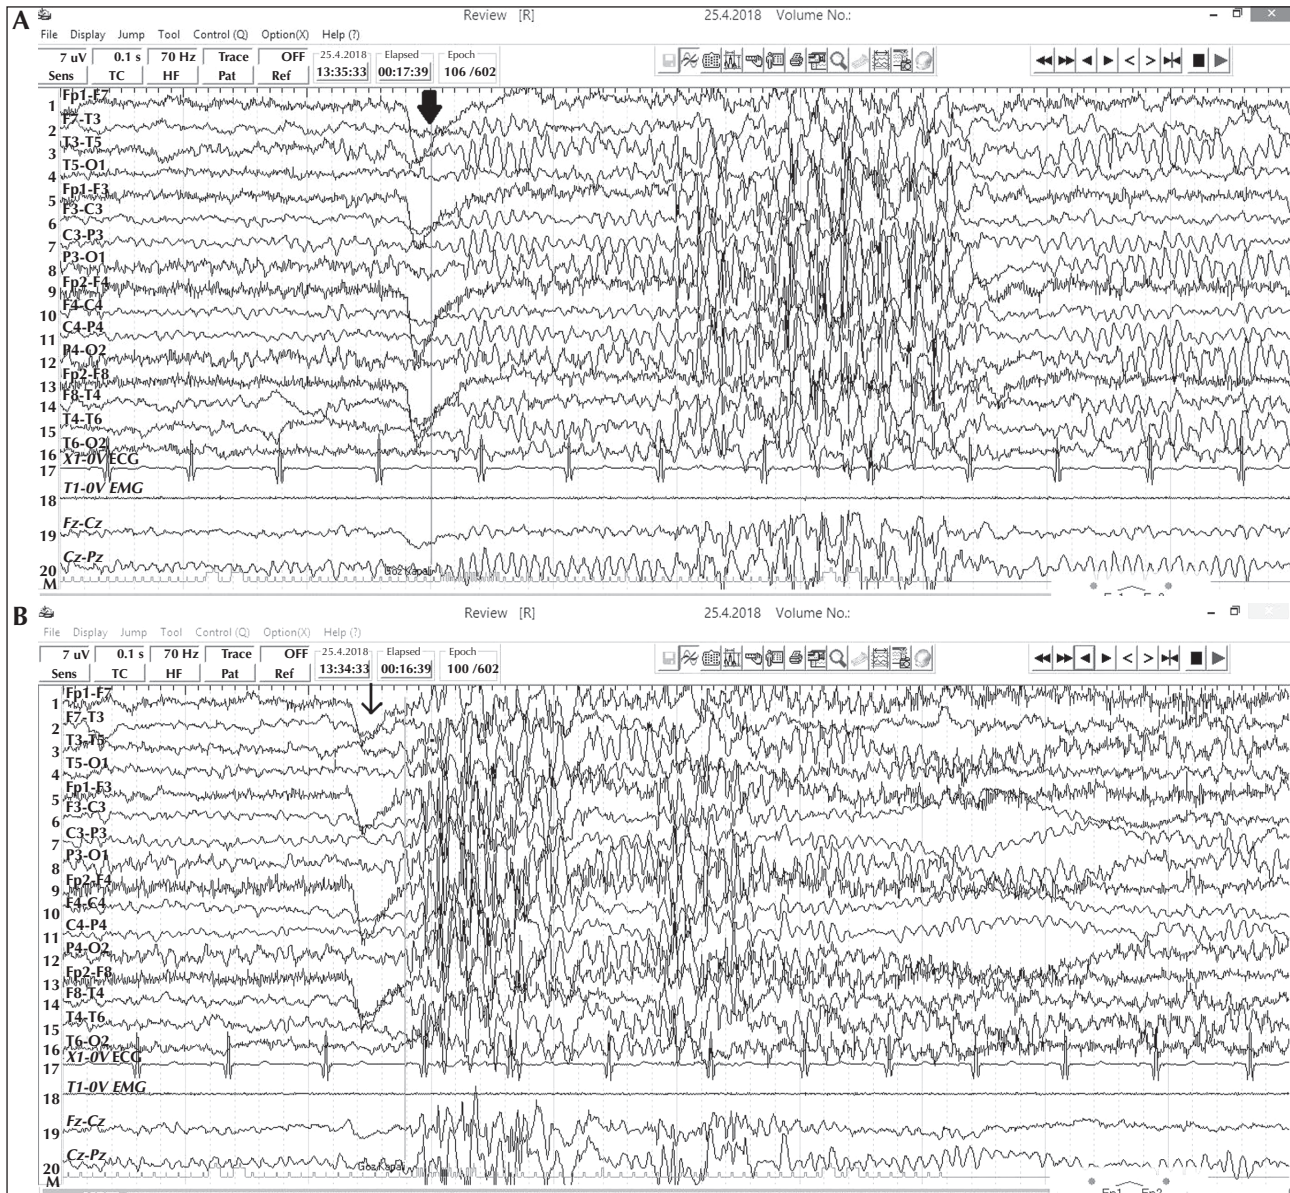 A
Review [R] 25.4.2018 Volume No.:
File Display Jump Tool Control (Q) Option(X) Help (?)
7 uV 0.1 s 70 Hz Trace OFF 25.4.2018 Elapsed Epoch
Sens TC HF Pat Ref 13:35:33 00:17:39 106 /602
1 Fp1-F7
2 F7-T3
3 T3-T5
4 T5-O1
5 Fp1-F3
6 F3-C3
7 C3-P3
8 P3-O1
9 Fp2-F4
10 F4-C4
11 C4-P4
12 P4-O2
13 Fp2-F8
14 F8-T4
15 T4-T6
16 T6-O2
17 X1-0V ECG
18 T1-0V EMG
19 Fz-Cz
20 Cz-Pz
Goz Kapali
M
B
Review [R] 25.4.2018 Volume No.:
File Display Jump Tool Control (Q) Option(X) Help (?)
7 uV 0.1 s 70 Hz Trace OFF 25.4.2018 Elapsed Epoch
Sens TC HF Pat Ref 13:34:33 00:16:39 100 /602
1 Fp1-F7
2 F7-T3
3 T3-T5
4 T5-O1
5 Fp1-F3
6 F3-C3
7 C3-P3
8 P3-O1
9 Fp2-F4
10 F4-C4
11 C4-P4
12 P4-O2
13 Fp2-F8
14 F8-T4
15 T4-T6
16 T6-O2
17 X1-0V ECG
18 T1-0V EMG
19 Fz-Cz
20 Cz-Pz
Goz Kapali
M
Fp1 Fp2